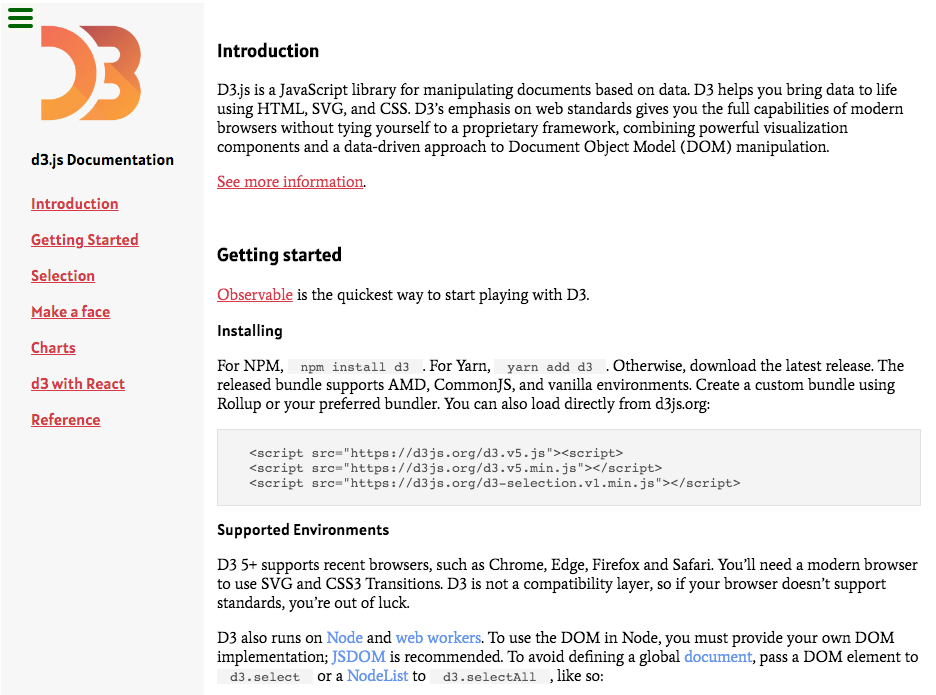 D3
d3.js Documentation
Introduction
Getting Started
Selection
Make a face
Charts
d3 with React
Reference
Introduction
D3.js is a JavaScript library for manipulating documents based on data. D3 helps you bring data to life
using HTML, SVG, and CSS. D3’s emphasis on web standards gives you the full capabilities of modern
browsers without tying yourself to a proprietary framework, combining powerful visualization
components and a data-driven approach to Document Object Model (DOM) manipulation.
See more information.
Getting started
Observable is the quickest way to start playing with D3.
Installing
For NPM, npm install d3 . For Yarn, yarn add d3 . Otherwise, download the latest release. The
released bundle supports AMD, CommonJS, and vanilla environments. Create a custom bundle using
Rollup or your preferred bundler. You can also load directly from d3js.org:
<script src="https://d3js.org/d3.v5.js"><script>
<script src="https://d3js.org/d3.v5.min.js"></script>
<script src="https://d3js.org/d3-selection.v1.min.js"></script>
Supported Environments
D3 5+ supports recent browsers, such as Chrome, Edge, Firefox and Safari. You’ll need a modern browser
to use SVG and CSS3 Transitions. D3 is not a compatibility layer, so if your browser doesn’t support
standards, you’re out of luck.
D3 also runs on Node and web workers. To use the DOM in Node, you must provide your own DOM
implementation; JSDOM is recommended. To avoid defining a global document, pass a DOM element to
d3.select or a NodeList to d3.selectAll , like so: